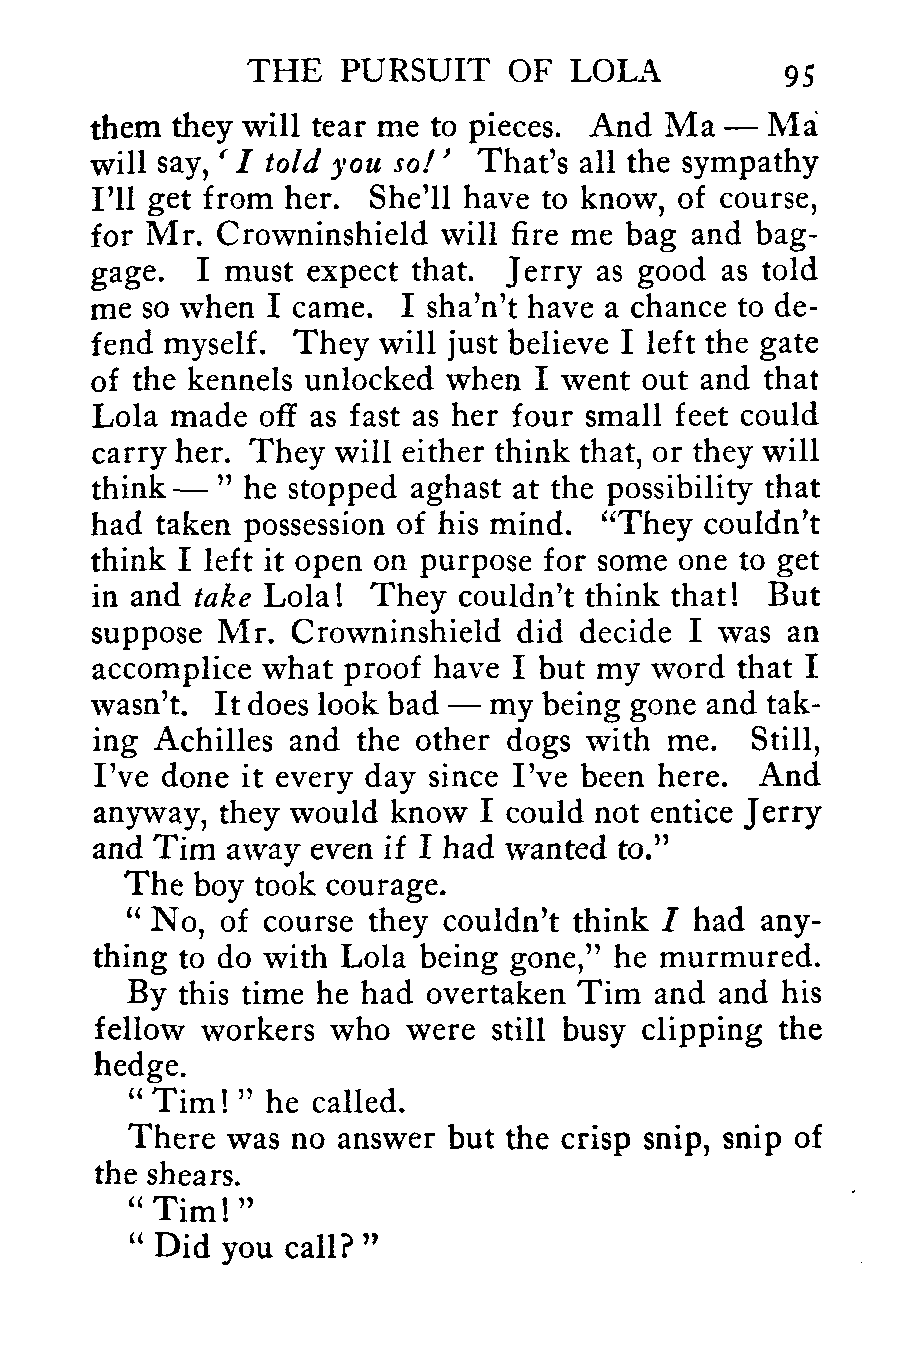 THE PURSUIT OF LOLA 95
them they will tear me to pieces. And Ma — Ma
will say, ‘I told you so!’ That’s all the sympathy
I’ll get from her. She’ll have to know, of course,
for Mr. Crowninshield will fire me bag and bag-
gage. I must expect that. Jerry as good as told
me so when I came. I sha’n’t have a chance to de-
fend myself. They will just believe I left the gate
of the kennels unlocked when I went out and that
Lola made off as fast as her four small feet could
carry her. They will either think that, or they will
think — ” he stopped aghast at the possibility that
had taken possession of his mind. “They couldn’t
think I left it open on purpose for some one to get
in and take Lola! They couldn’t think that! But
suppose Mr. Crowninshield did decide I was an
accomplice what proof have I but my word that I
wasn’t. It does look bad — my being gone and tak-
ing Achilles and the other dogs with me. Still,
I’ve done it every day since I’ve been here. And
anyway, they would know I could not entice Jerry
and Tim away even if I had wanted to.”
The boy took courage.
“ No, of course they couldn’t think I had any-
thing to do with Lola being gone,” he murmured.
By this time he had overtaken Tim and and his
fellow workers who were still busy clipping the
hedge.
“ Tim! ” he called.
There was no answer but the crisp snip, snip of
the shears.
“ Tim! ”
“ Did you call? ”